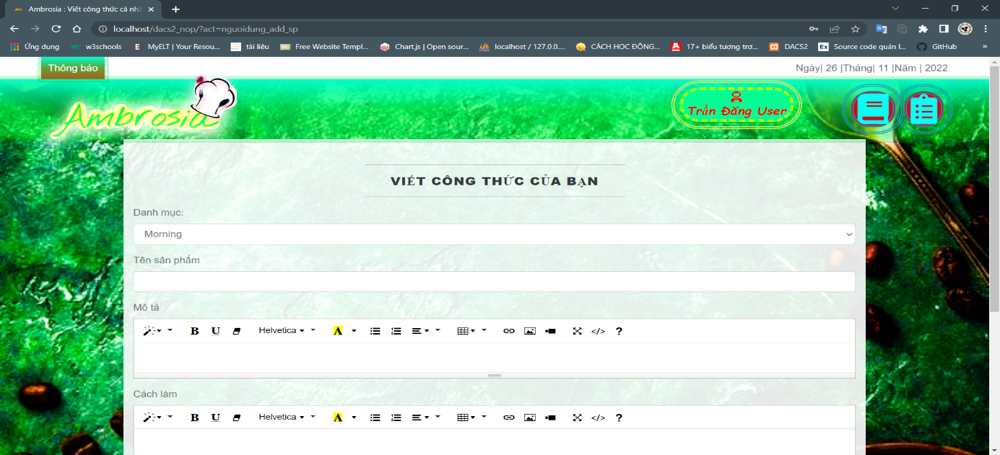 Ambrosia : Viết công thức cá nhâ
localhost/dacs2_nop/?act=nguoidung_add_sp
Ứng dụng w3schools MyELT | Your Resou... tài liệu Free Website Templ... Chart.js | Open sour... localhost / 127.0.0.... CÁCH HỌC ĐỘNG... 17+ biểu tượng trợ... DACS2 Source code quản l... GitHub »
Thông báo Ngày| 26 |Tháng| 11 |Năm | 2022
Ambrosia
Trần Đăng User
VIẾT CÔNG THỨC CỦA BẠN
Danh mục:
Morning
Tên sản phẩm
Mô tả
B U Helvetica A </> ?
Cách làm
B U Helvetica A </> ?